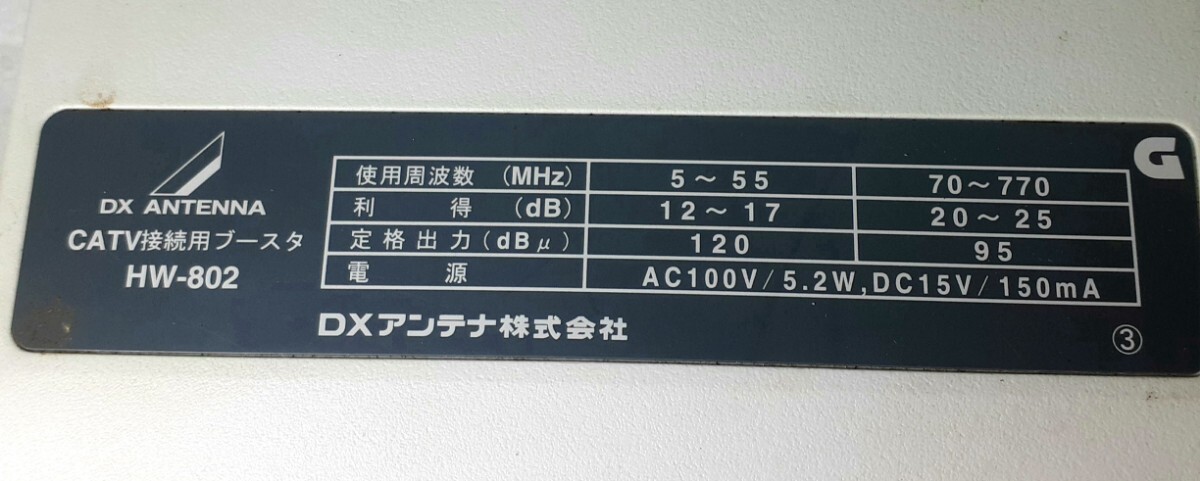 DX ANTENNA
CATV接続用ブースタ
HW-802
使用周波数 (MHz) 5～55 70～770
利得 (dB) 12～17 20～25
定格出力(dBμ) 120 95
電源 AC100V/5.2W,DC15V/150mA
DXアンテナ株式会社
③
G